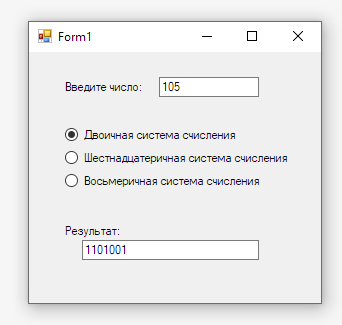 Form1
Введите число: 105
Двоичная система счисления
Шестнадцатеричная система счисления
Восьмеричная система счисления
Результат:
1101001